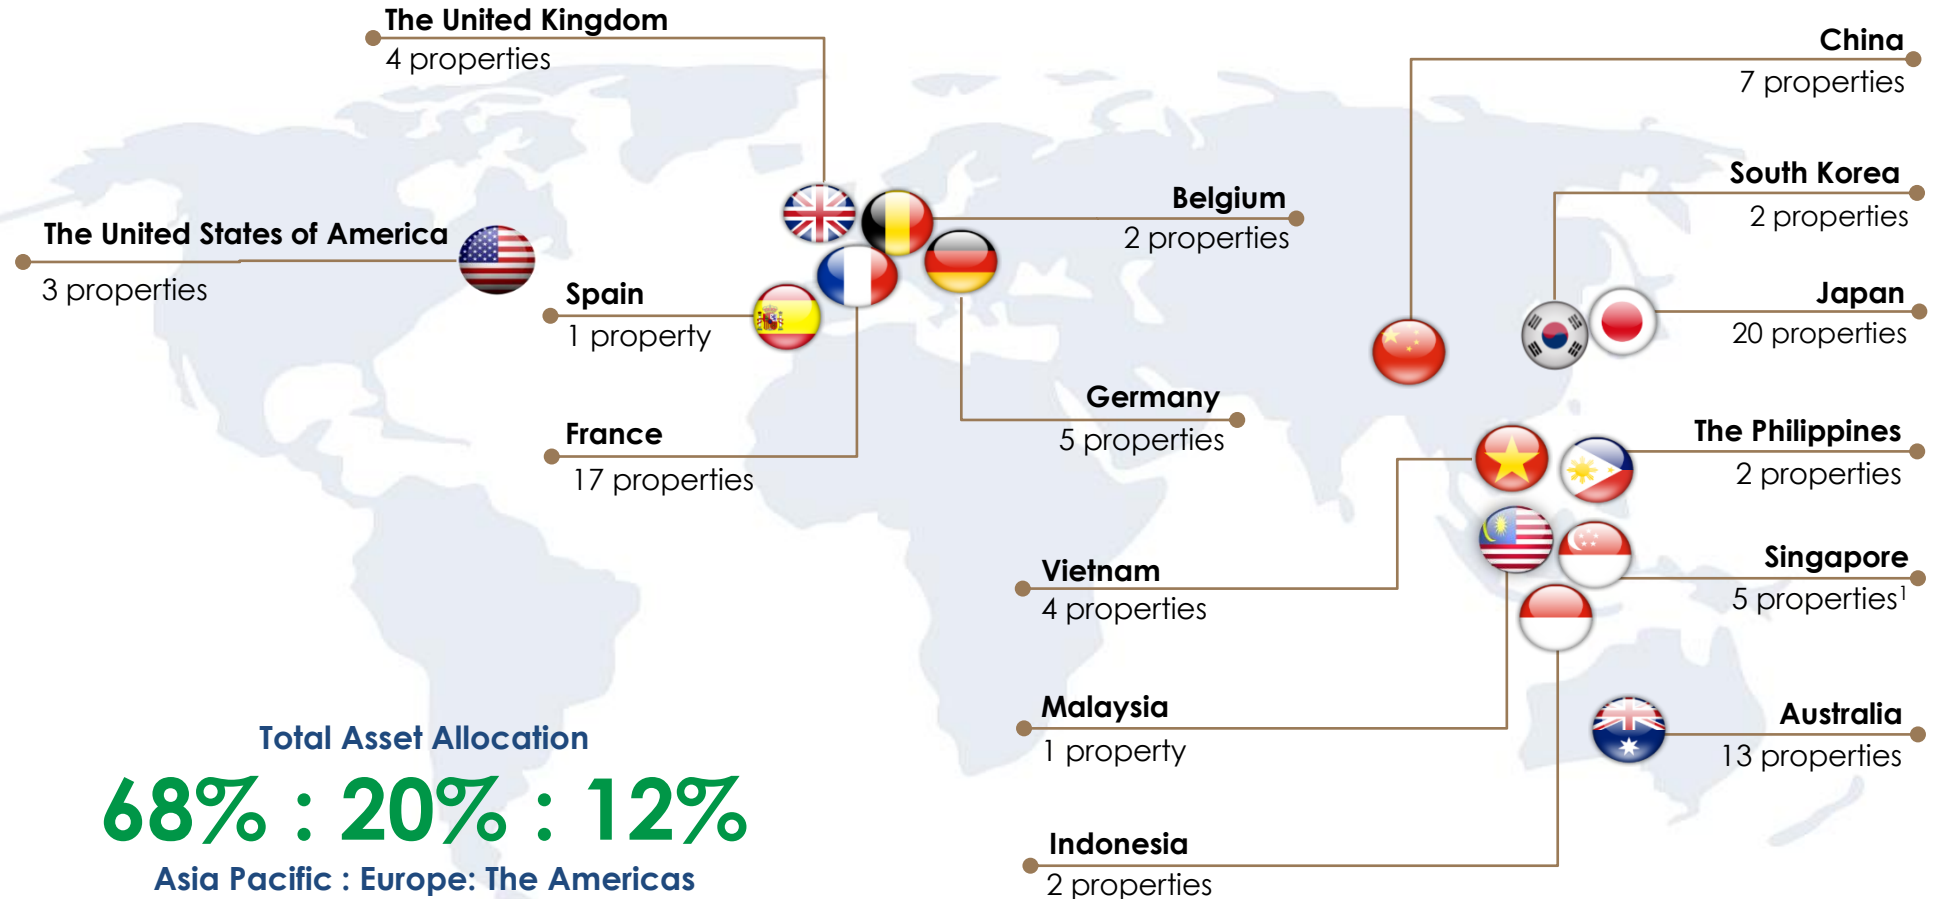 The United Kingdom
4 properties
China
7 properties
South Korea
2 properties
Belgium
2 properties
The United States of America
3 properties
Spain
1 property
Japan
20 properties
Germany
5 properties
France
17 properties
The Philippines
2 properties
Vietnam
4 properties
Singapore
5 properties¹
Malaysia
1 property
Australia
13 properties
Indonesia
2 properties
Total Asset Allocation
68% : 20% : 12%
Asia Pacific : Europe: The Americas